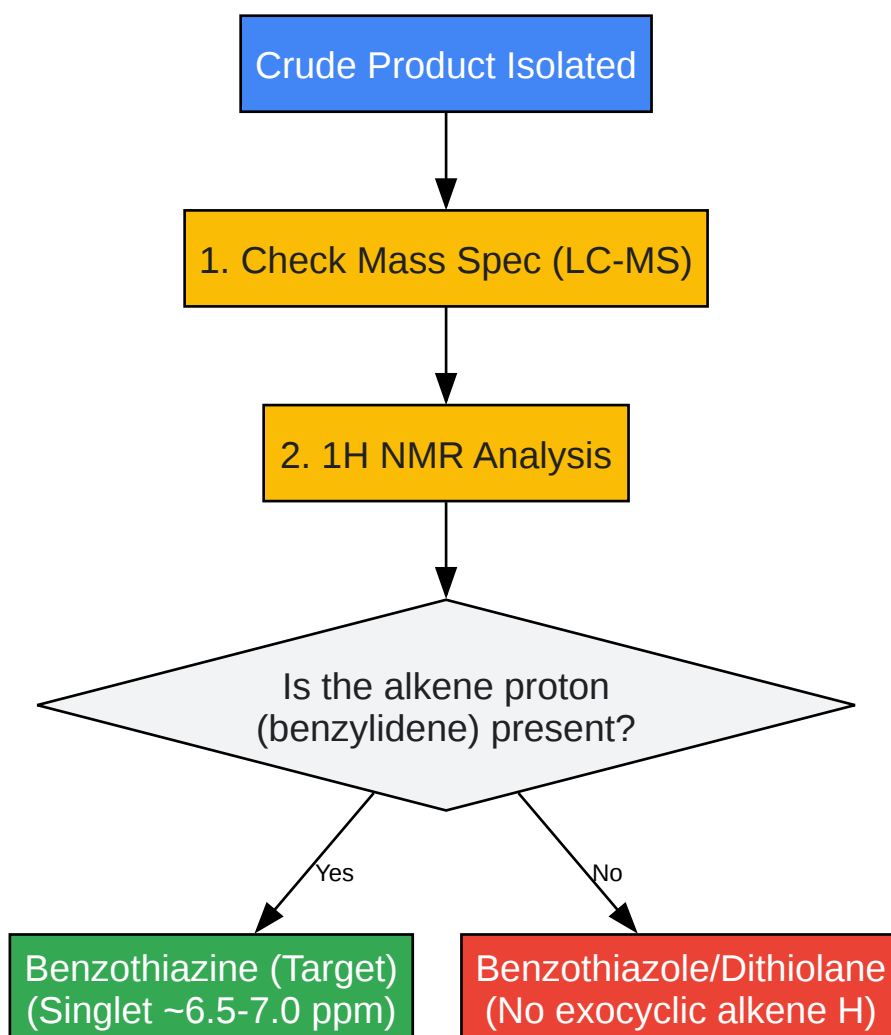 Crude Product Isolated
1. Check Mass Spec (LC-MS)
2. 1H NMR Analysis
Is the alkene proton
(benzylidene) present?
Yes
No
Benzothiazine (Target)
(Singlet ~6.5-7.0 ppm)
Benzothiazole/Dithiolane
(No exocyclic alkene H)